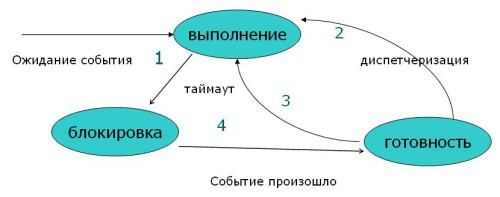 выполнение
2
Ожидание события
1
диспетчеризация
таймаут
3
блокировка
4
готовность
Событие произошло